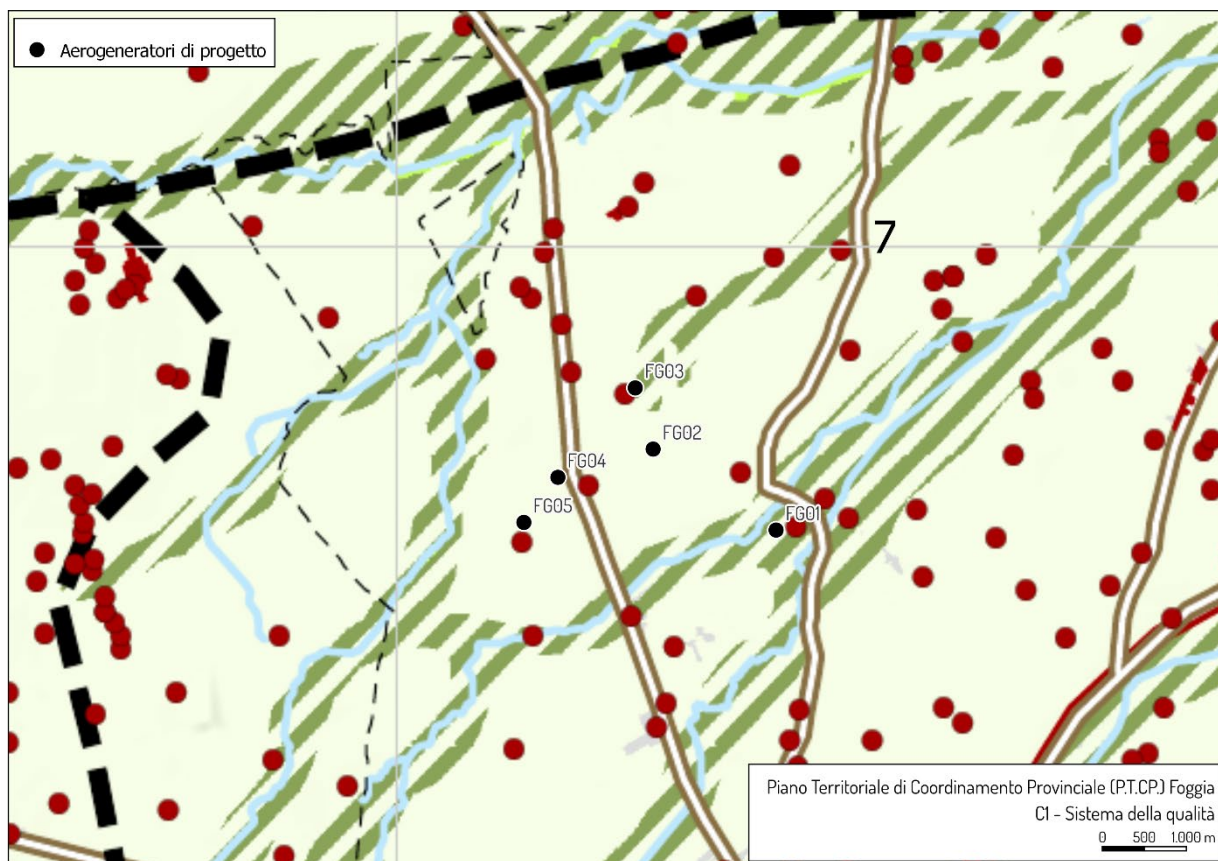 Aerogeneratori di progetto
7
FG03
FG02
FG04
FG05
FG01
Piano Territoriale di Coordinamento Provinciale (P.T.CP.) Foggia
C1 - Sistema della qualità
0 500 1.000 m